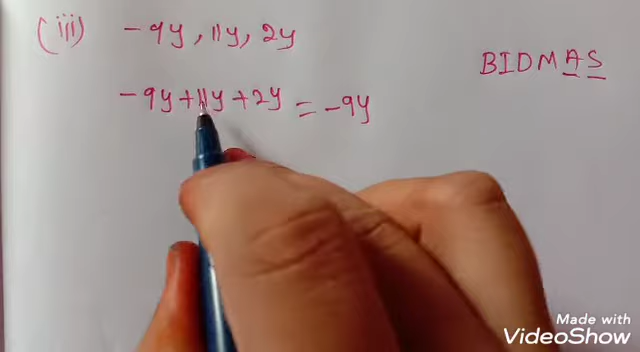 (iii) -9y, 11y, 2y
BIDMAS
-9y+11y+2y = -9y
Made with
VideoShow